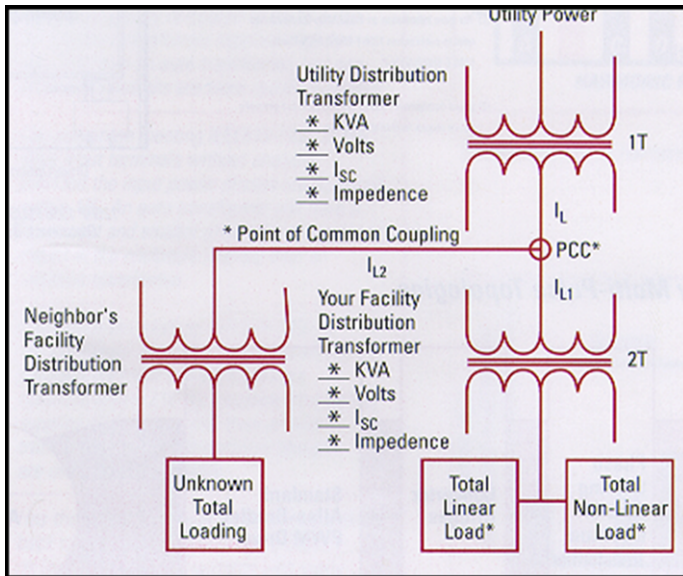 Utility Power
Utility Distribution
Transformer
* KVA
* Volts
* ISC
* Impedence
1T
IL
* Point of Common Coupling
PCC*
IL2
IL1
Neighbor's
Facility
Distribution
Transformer
Your Facility
Distribution
Transformer
* KVA
* Volts
* ISC
* Impedence
2T
Unknown
Total
Loading
Total
Linear
Load*
Total
Non-Linear
Load*